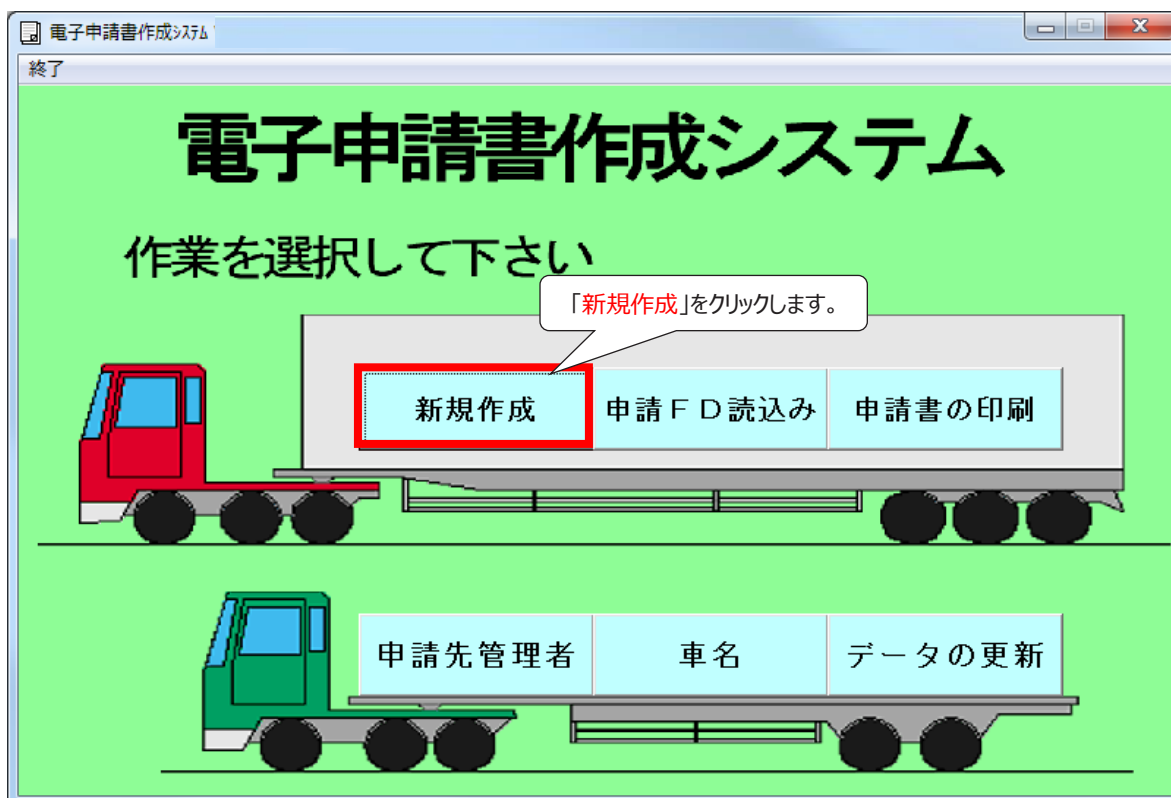 電子申請書作成システム
終了
電子申請書作成システム
作業を選択して下さい
「新規作成」をクリックします。
新規作成 申請ＦＤ読込み 申請書の印刷
申請先管理者 車名 データの更新